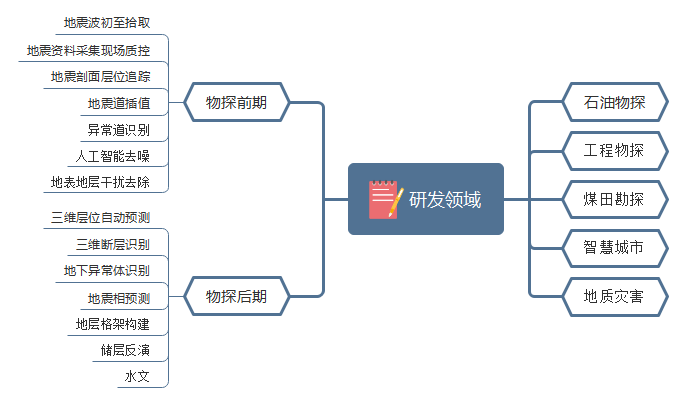 地震波初至拾取
地震资料采集现场质控
地震剖面层位追踪
地震道插值
异常道识别
人工智能去噪
地表地层干扰去除
物探前期
三维层位自动预测
三维断层识别
地下异常体识别
地震相预测
地层格架构建
储层反演
水文
物探后期
研发领域
石油物探
工程物探
煤田勘探
智慧城市
地质灾害